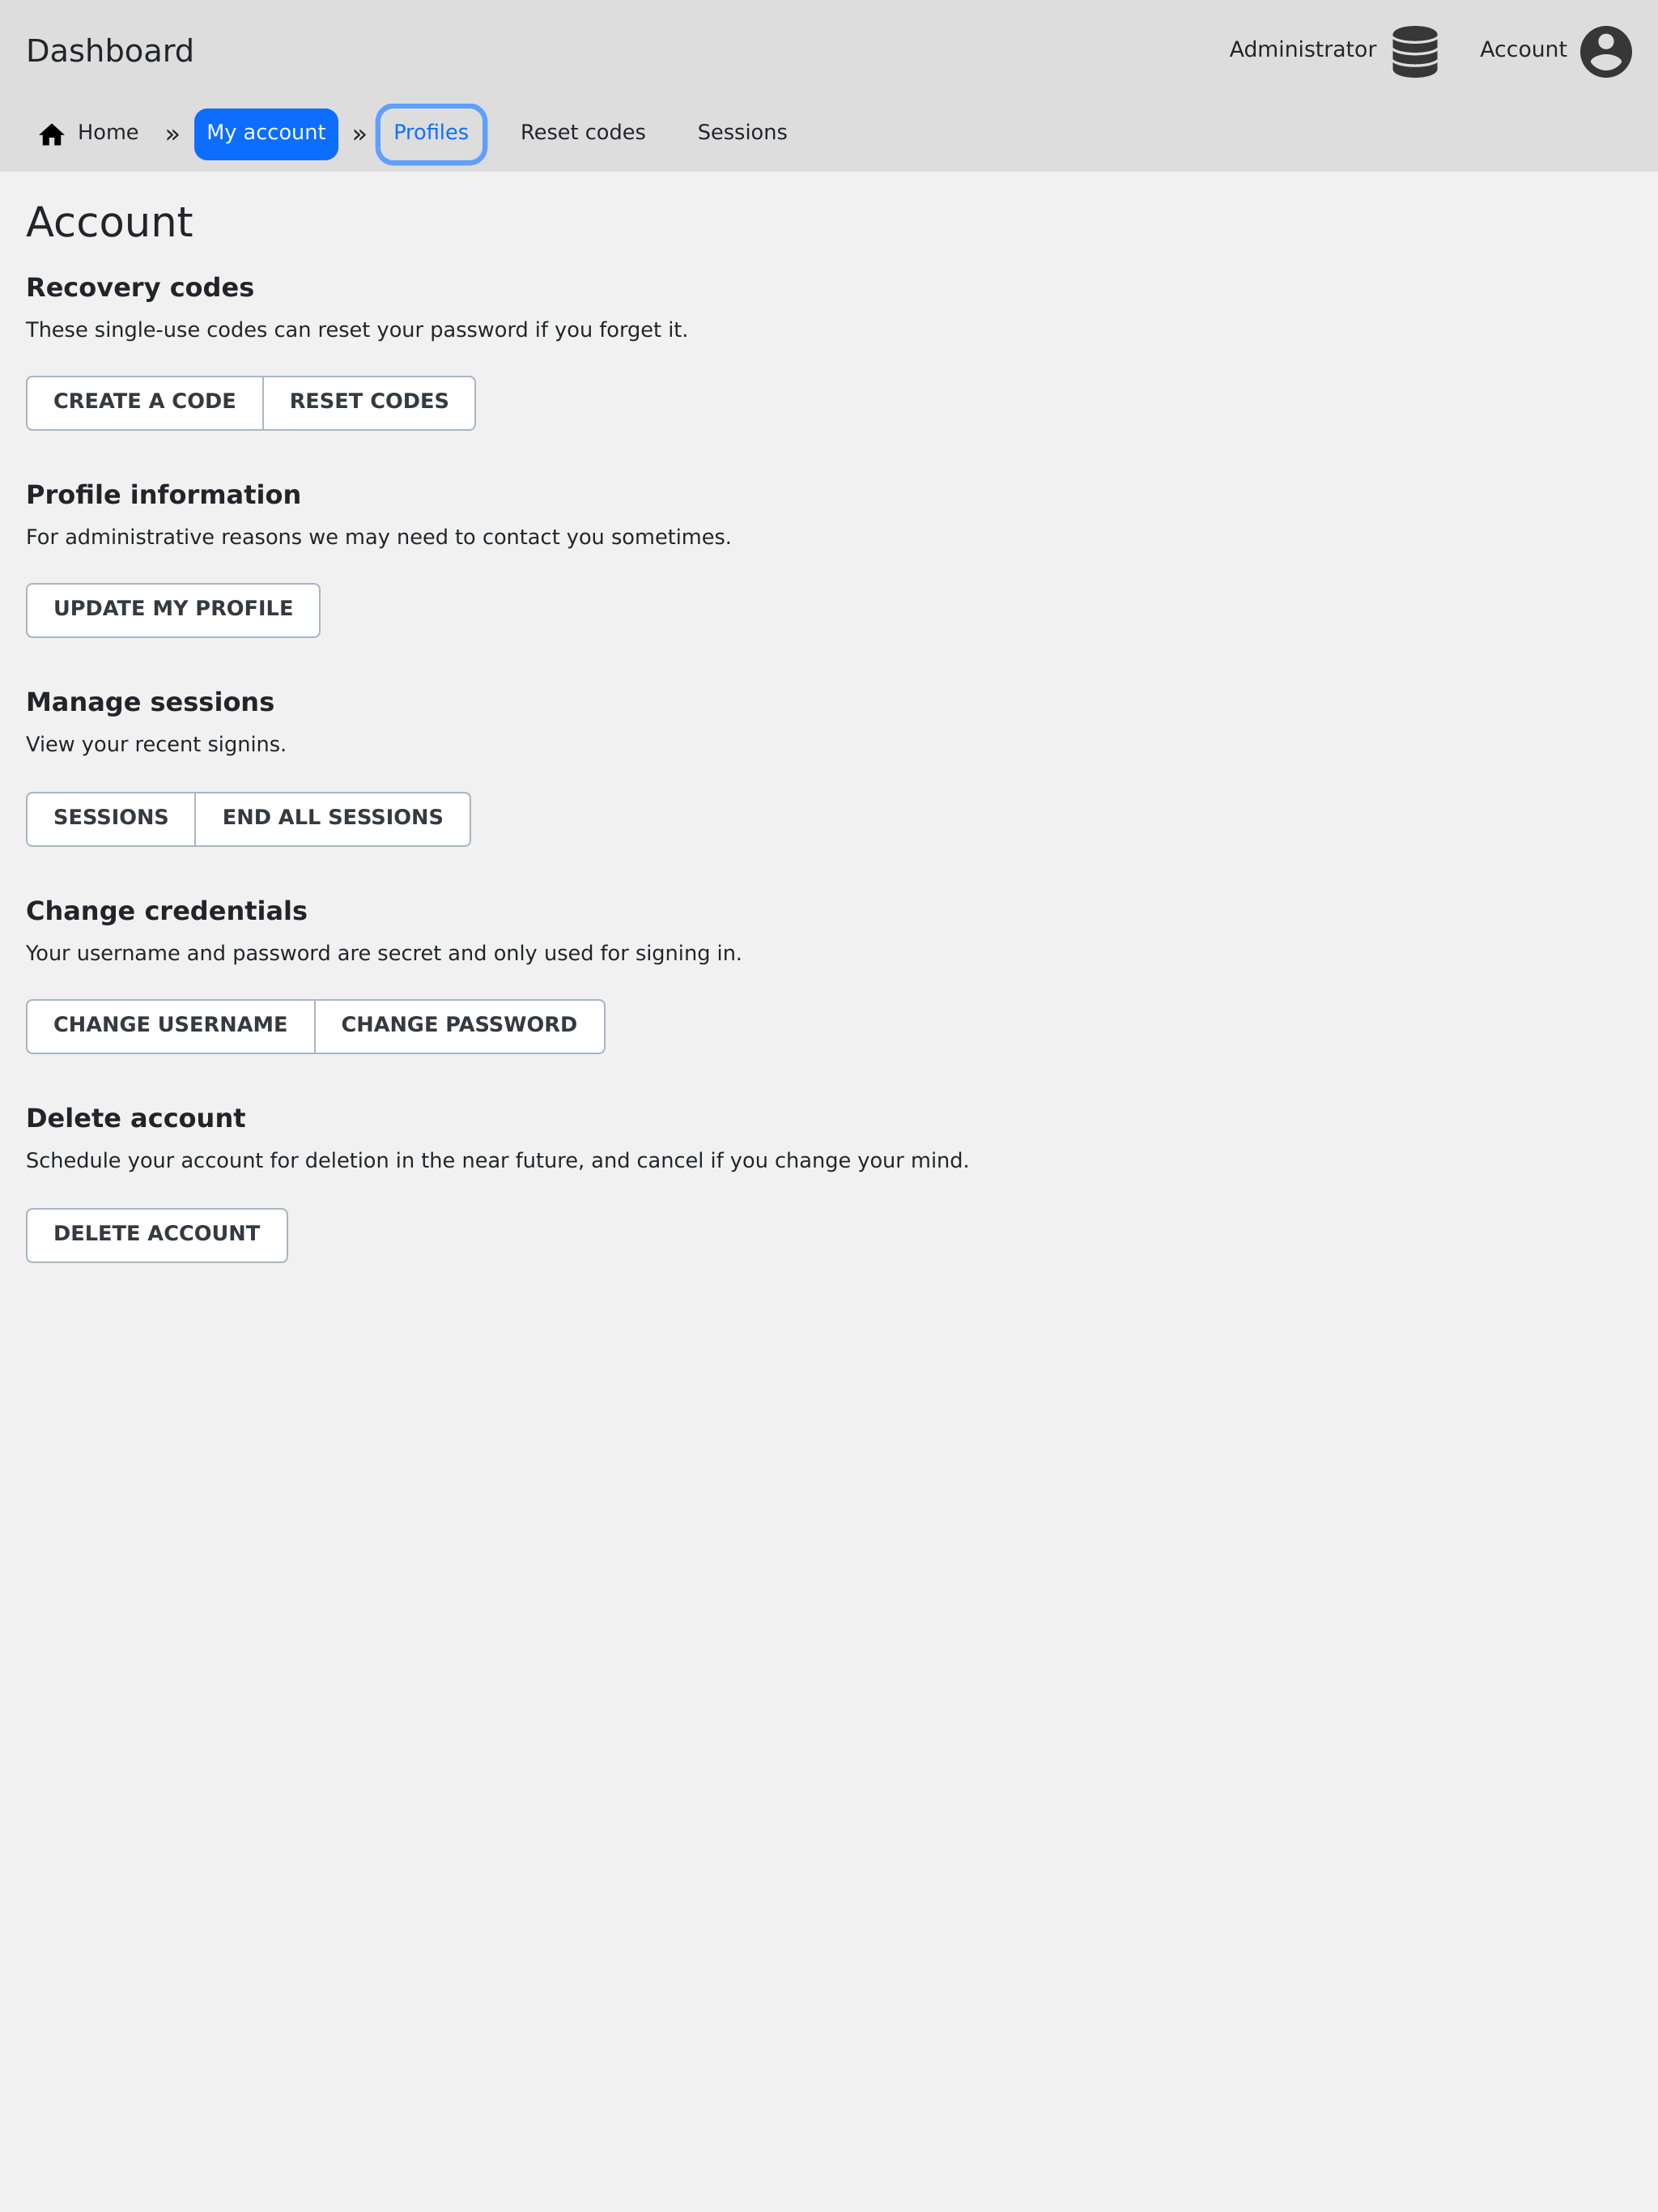 Dashboard
Administrator
Account
Home » My account » Profiles Reset codes Sessions
Account
Recovery codes
These single-use codes can reset your password if you forget it.
CREATE A CODE RESET CODES
Profile information
For administrative reasons we may need to contact you sometimes.
UPDATE MY PROFILE
Manage sessions
View your recent signins.
SESSIONS END ALL SESSIONS
Change credentials
Your username and password are secret and only used for signing in.
CHANGE USERNAME CHANGE PASSWORD
Delete account
Schedule your account for deletion in the near future, and cancel if you change your mind.
DELETE ACCOUNT